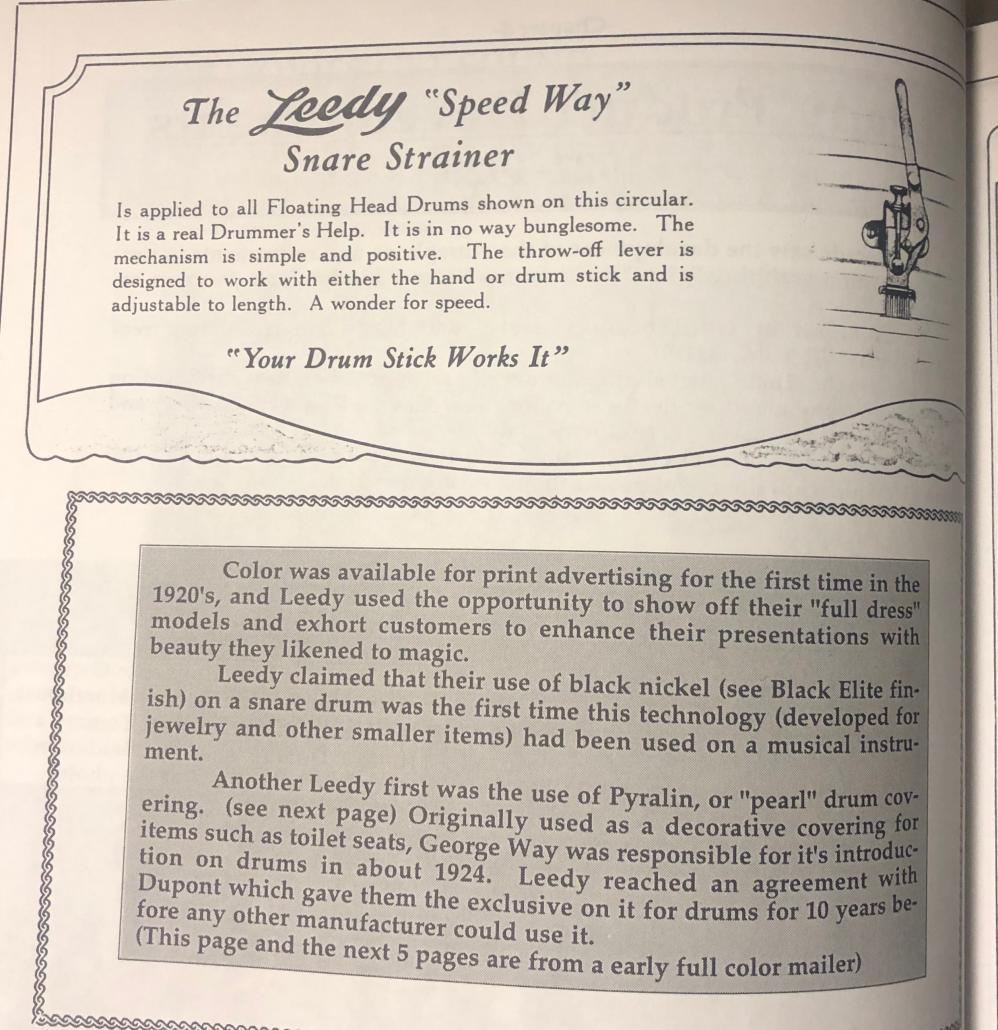 The Leedy "Speed Way"
Snare Strainer
Is applied to all Floating Head Drums shown on this circular.
It is a real Drummer's Help. It is in no way bunglesome. The
mechanism is simple and positive. The throw-off lever is
designed to work with either the hand or drum stick and is
adjustable to length. A wonder for speed.
"Your Drum Stick Works It"
Color was available for print advertising for the first time in the
1920's, and Leedy used the opportunity to show off their "full dress"
models and exhort customers to enhance their presentations with
beauty they likened to magic.
Leedy claimed that their use of black nickel (see Black Elite fin-
ish) on a snare drum was the first time this technology (developed for
jewelry and other smaller items) had been used on a musical instru-
ment.
Another Leedy first was the use of Pyralin, or "pearl" drum cov-
ering. (see next page) Originally used as a decorative covering for
items such as toilet seats, George Way was responsible for it's introduc-
tion on drums in about 1924. Leedy reached an agreement with
Dupont which gave them the exclusive on it for drums for 10 years be-
fore any other manufacturer could use it.
(This page and the next 5 pages are from a early full color mailer)